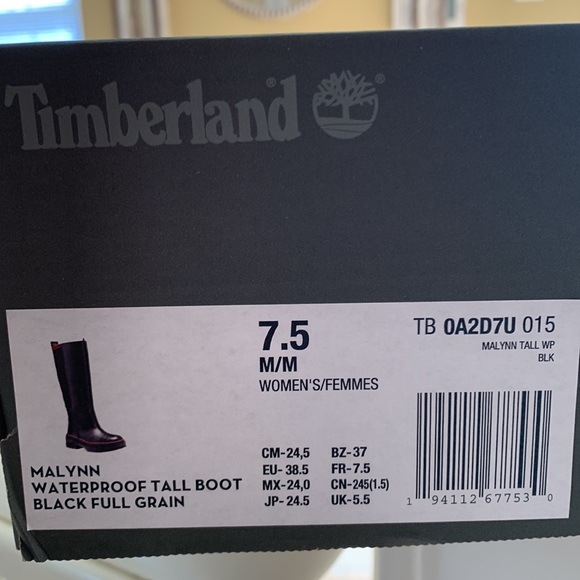 Timberland®
®
7.5
M/M
WOMEN'S/FEMMES
TB 0A2D7U 015
MALYNN TALL WP
BLK
CM-24,5 BZ-37
EU- 38.5 FR-7.5
MX-24,0 CN-245(1.5)
JP- 24.5 UK-5.5
MALYNN
WATERPROOF TALL BOOT
BLACK FULL GRAIN
1 94112 67753 0